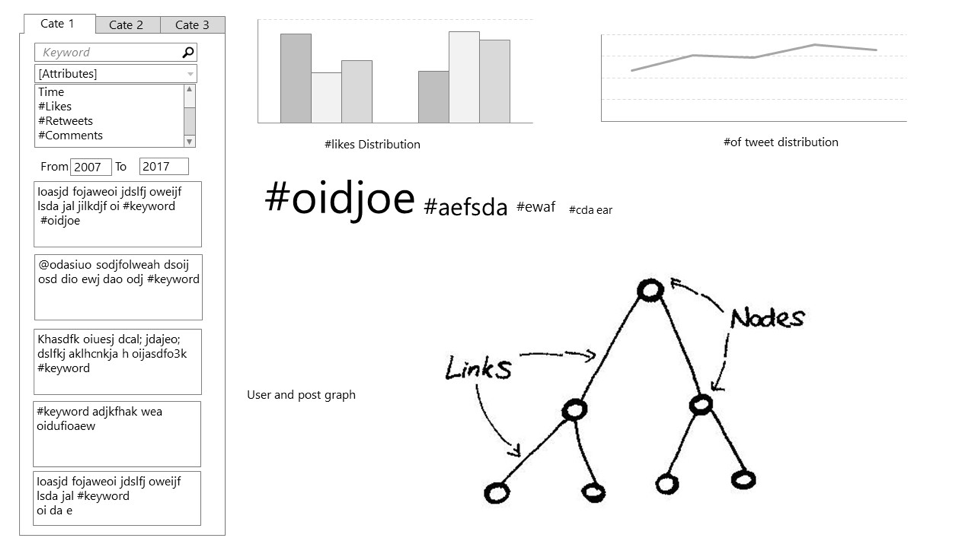 Cate 1
Cate 2
Cate 3
Keyword
[Attributes]
Time
#Likes
#Retweets
#Comments
From 2007 To 2017
Ioasjd fojaweoi jdslfj oweijf
lsda jal jilkdjf oi #keyword
#oidjoe
@odasiuo sodjfolweah dsoij
osd dio ewj dao odj #keyword
Khasdfk oiuesj dcal; jdajeo;
dslfkj aklhcnkja h oijasdfo3k
#keyword
#keyword adjkfhak wea
oidufioaew
Ioasjd fojaweoi jdslfj oweijf
lsda jal #keyword
oi da e
#likes Distribution
#of tweet distribution
#oidjoe #aefsda #ewaf #cda ear
User and post graph
Nodes
Links